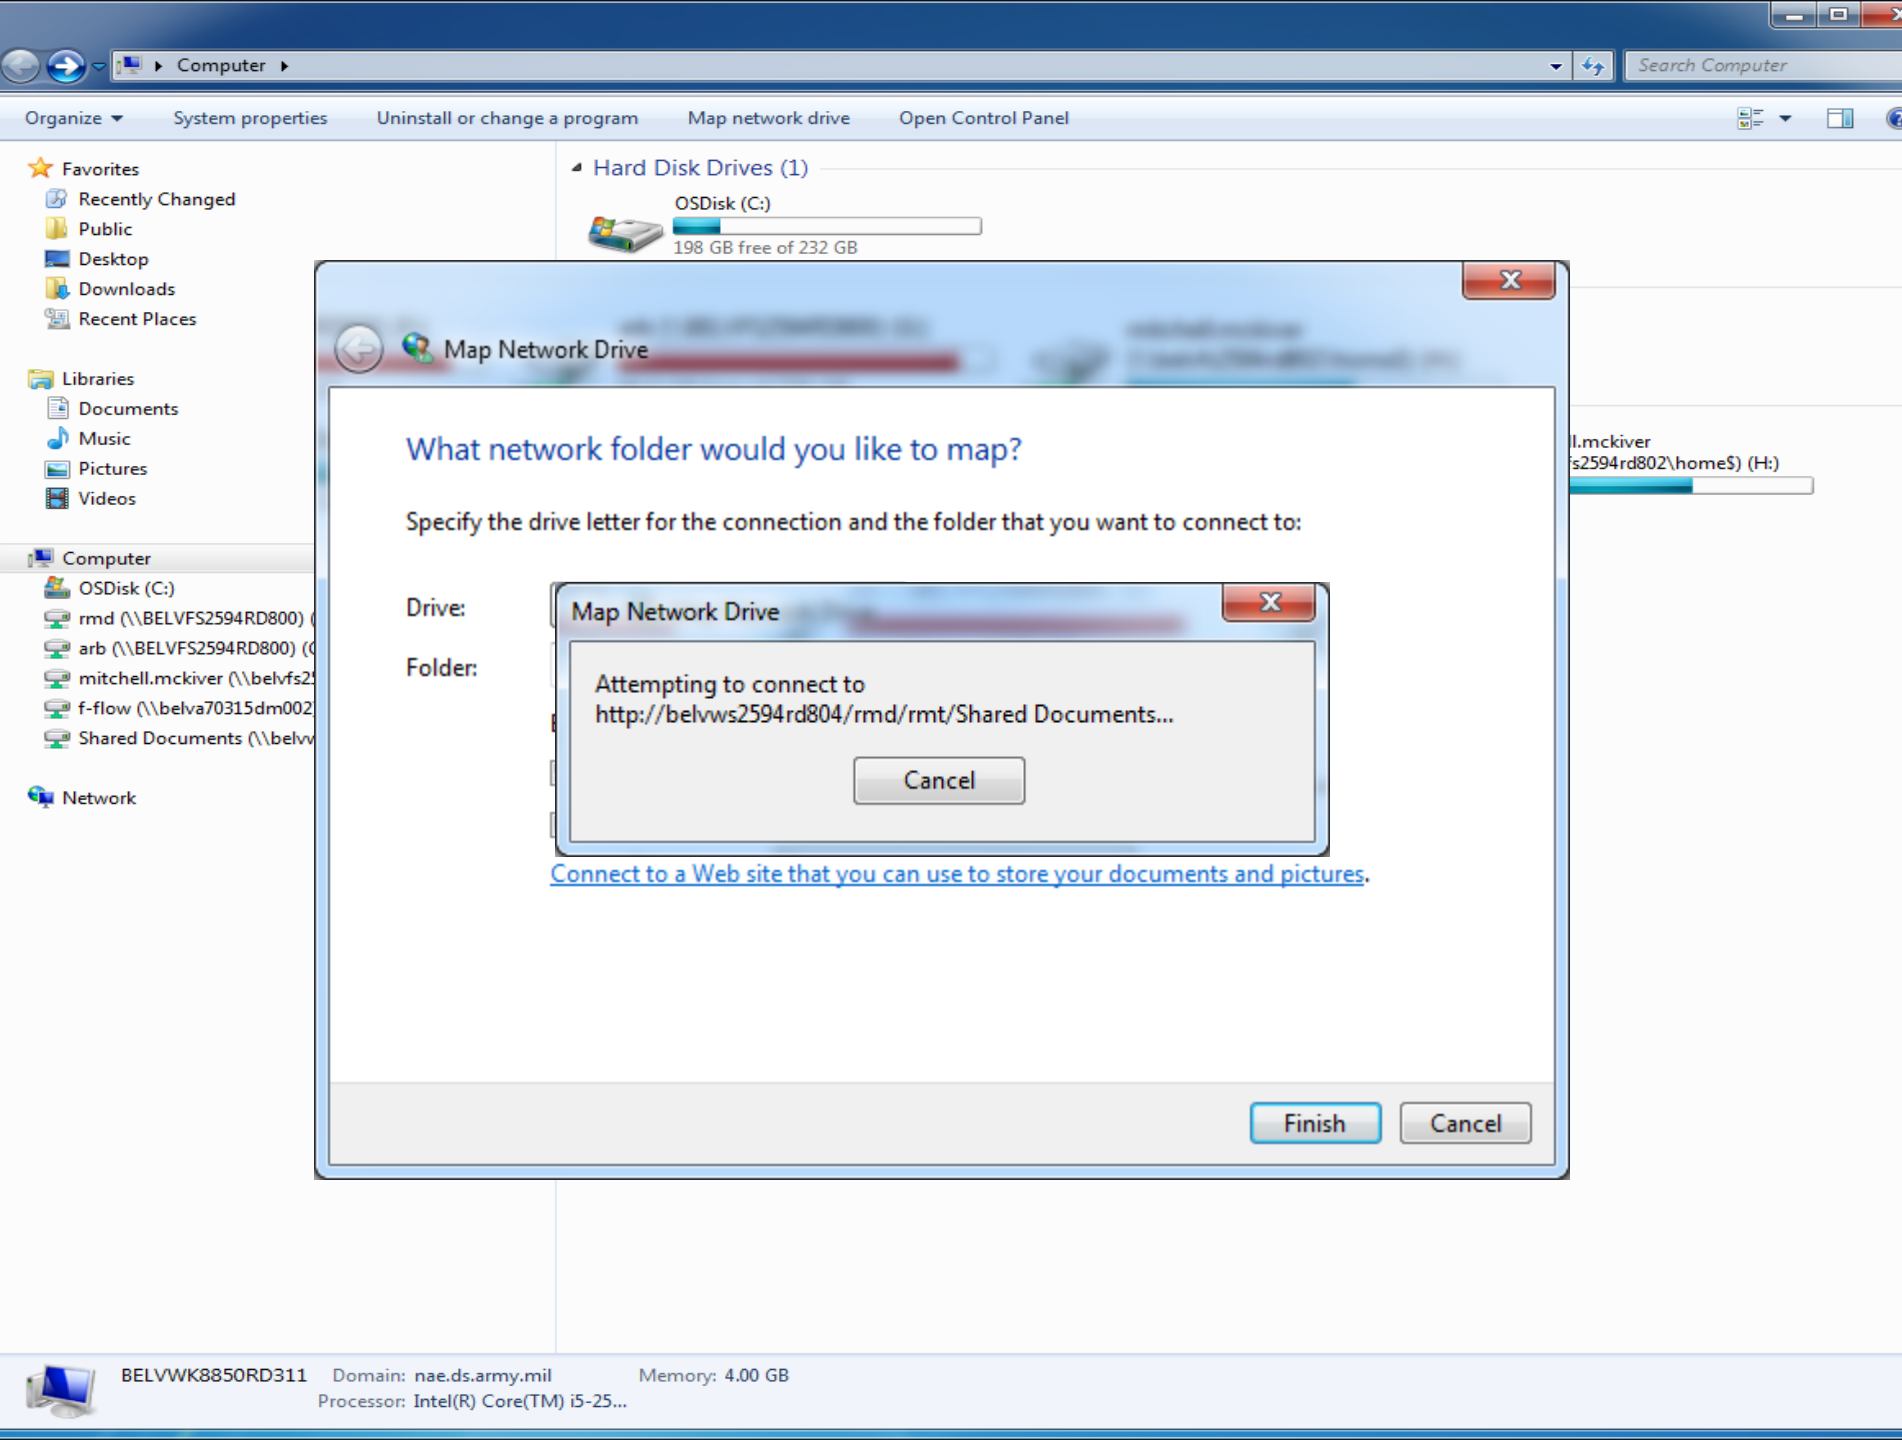 Computer
Search Computer
Organize
System properties
Uninstall or change a program
Map network drive
Open Control Panel
Favorites
Recently Changed
Public
Desktop
Downloads
Recent Places
Libraries
Documents
Music
Pictures
Videos
Computer
OSDisk (C:)
rmd (\\BELVFS2594RD800) (
arb (\\BELVFS2594RD800) (
mitchell.mckiver (\\belvfs2
f-flow (\\belva70315dm002
Shared Documents (\\belv
Network
Hard Disk Drives (1)
OSDisk (C:)
198 GB free of 232 GB
l.mckiver
s2594rd802\home$) (H:)
Map Network Drive
What network folder would you like to map?
Specify the drive letter for the connection and the folder that you want to connect to:
Drive:
Folder:
Map Network Drive
Attempting to connect to
http://belvws2594rd804/rmd/rmt/Shared Documents...
Cancel
Connect to a Web site that you can use to store your documents and pictures.
Finish
Cancel
BELVWK8850RD311
Domain: nae.ds.army.mil
Memory: 4.00 GB
Processor: Intel(R) Core(TM) i5-25...